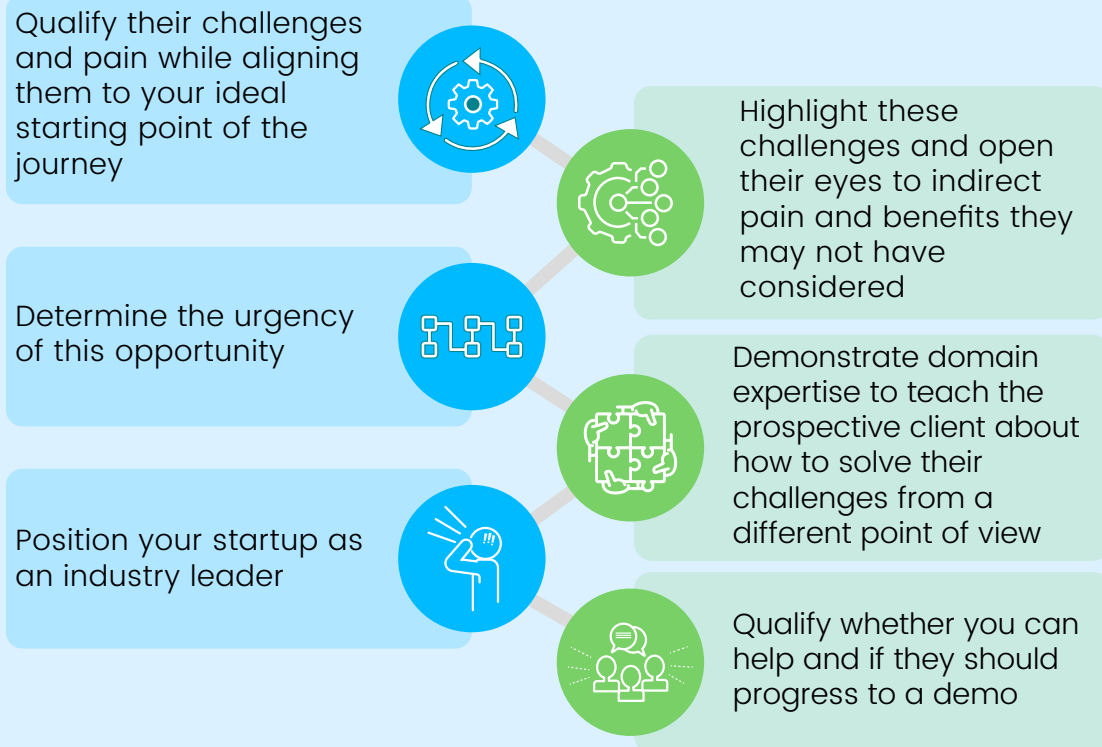 Qualify their challenges
and pain while aligning
them to your ideal
starting point of the
journey
Highlight these
challenges and open
their eyes to indirect
pain and benefits they
may not have
considered
Determine the urgency
of this opportunity
Demonstrate domain
expertise to teach the
prospective client about
how to solve their
challenges from a
different point of view
Position your startup as
an industry leader
!!!
Qualify whether you can
help and if they should
progress to a demo